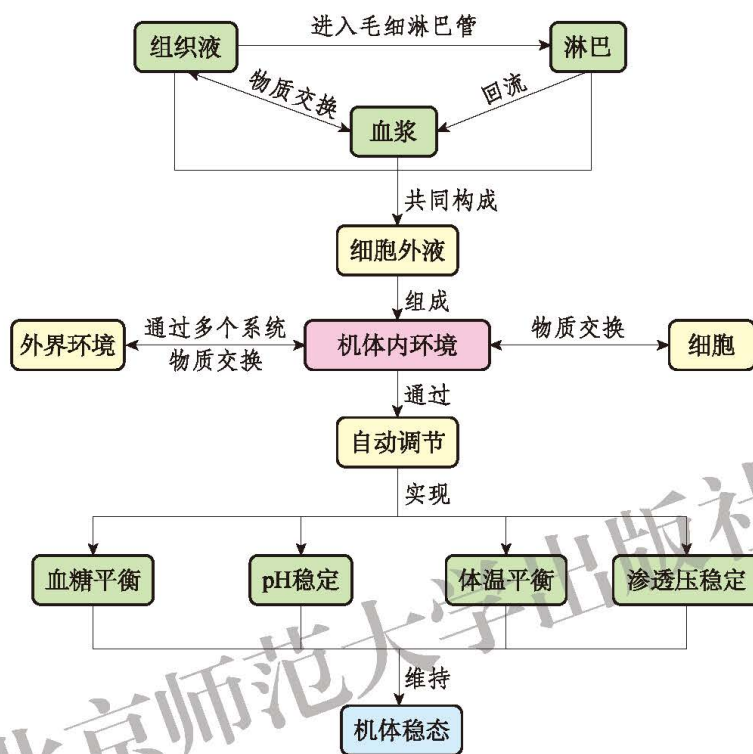 进入毛细淋巴管
组织液
淋巴
物质交换
回流
血浆
共同构成
细胞外液
组成
通过多个系统
物质交换
外界环境
机体内环境
物质交换
细胞
通过
自动调节
实现
血糖平衡
pH稳定
体温平衡
渗透压稳定
维持
机体稳态
北京师范大学出版社